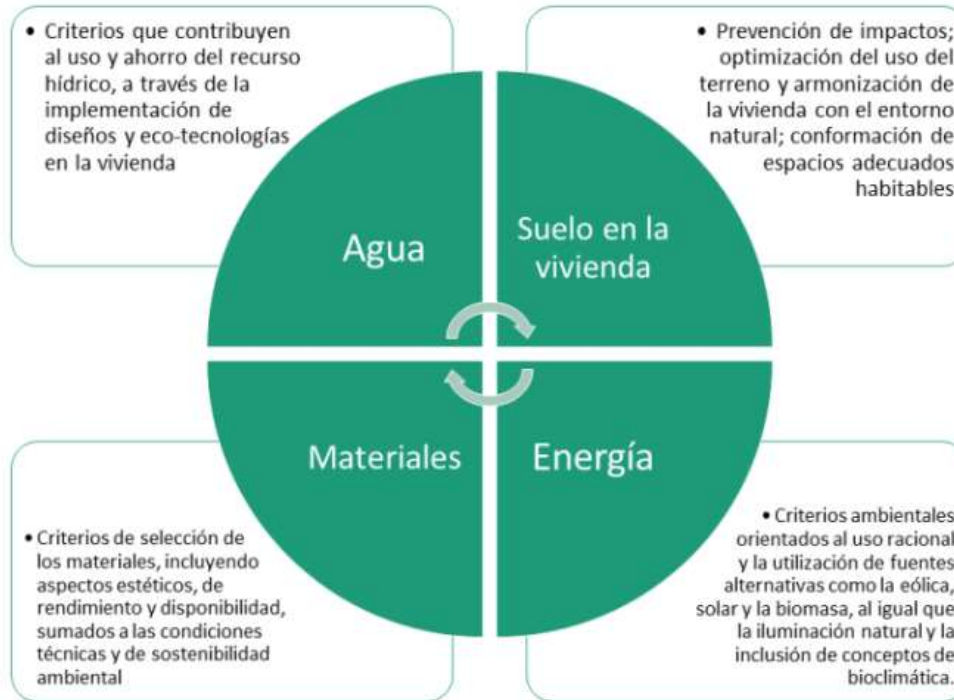 • Criterios que contribuyen
al uso y ahorro del recurso
hídrico, a través de la
implementación de
diseños y eco-tecnologías
en la vivienda
• Prevención de impactos;
optimización del uso del
terreno y armonización de
la vivienda con el entorno
natural; conformación de
espacios adecuados
habitables
Agua
Suelo en la
vivienda
Materiales
Energía
• Criterios de selección de
los materiales, incluyendo
aspectos estéticos, de
rendimiento y disponibilidad,
sumados a las condiciones
técnicas y de sostenibilidad
ambiental
• Criterios ambientales
orientados al uso racional
y la utilización de fuentes
alternativas como la eólica,
solar y la biomasa, al igual que
la iluminación natural y la
inclusión de conceptos de
bioclimática.